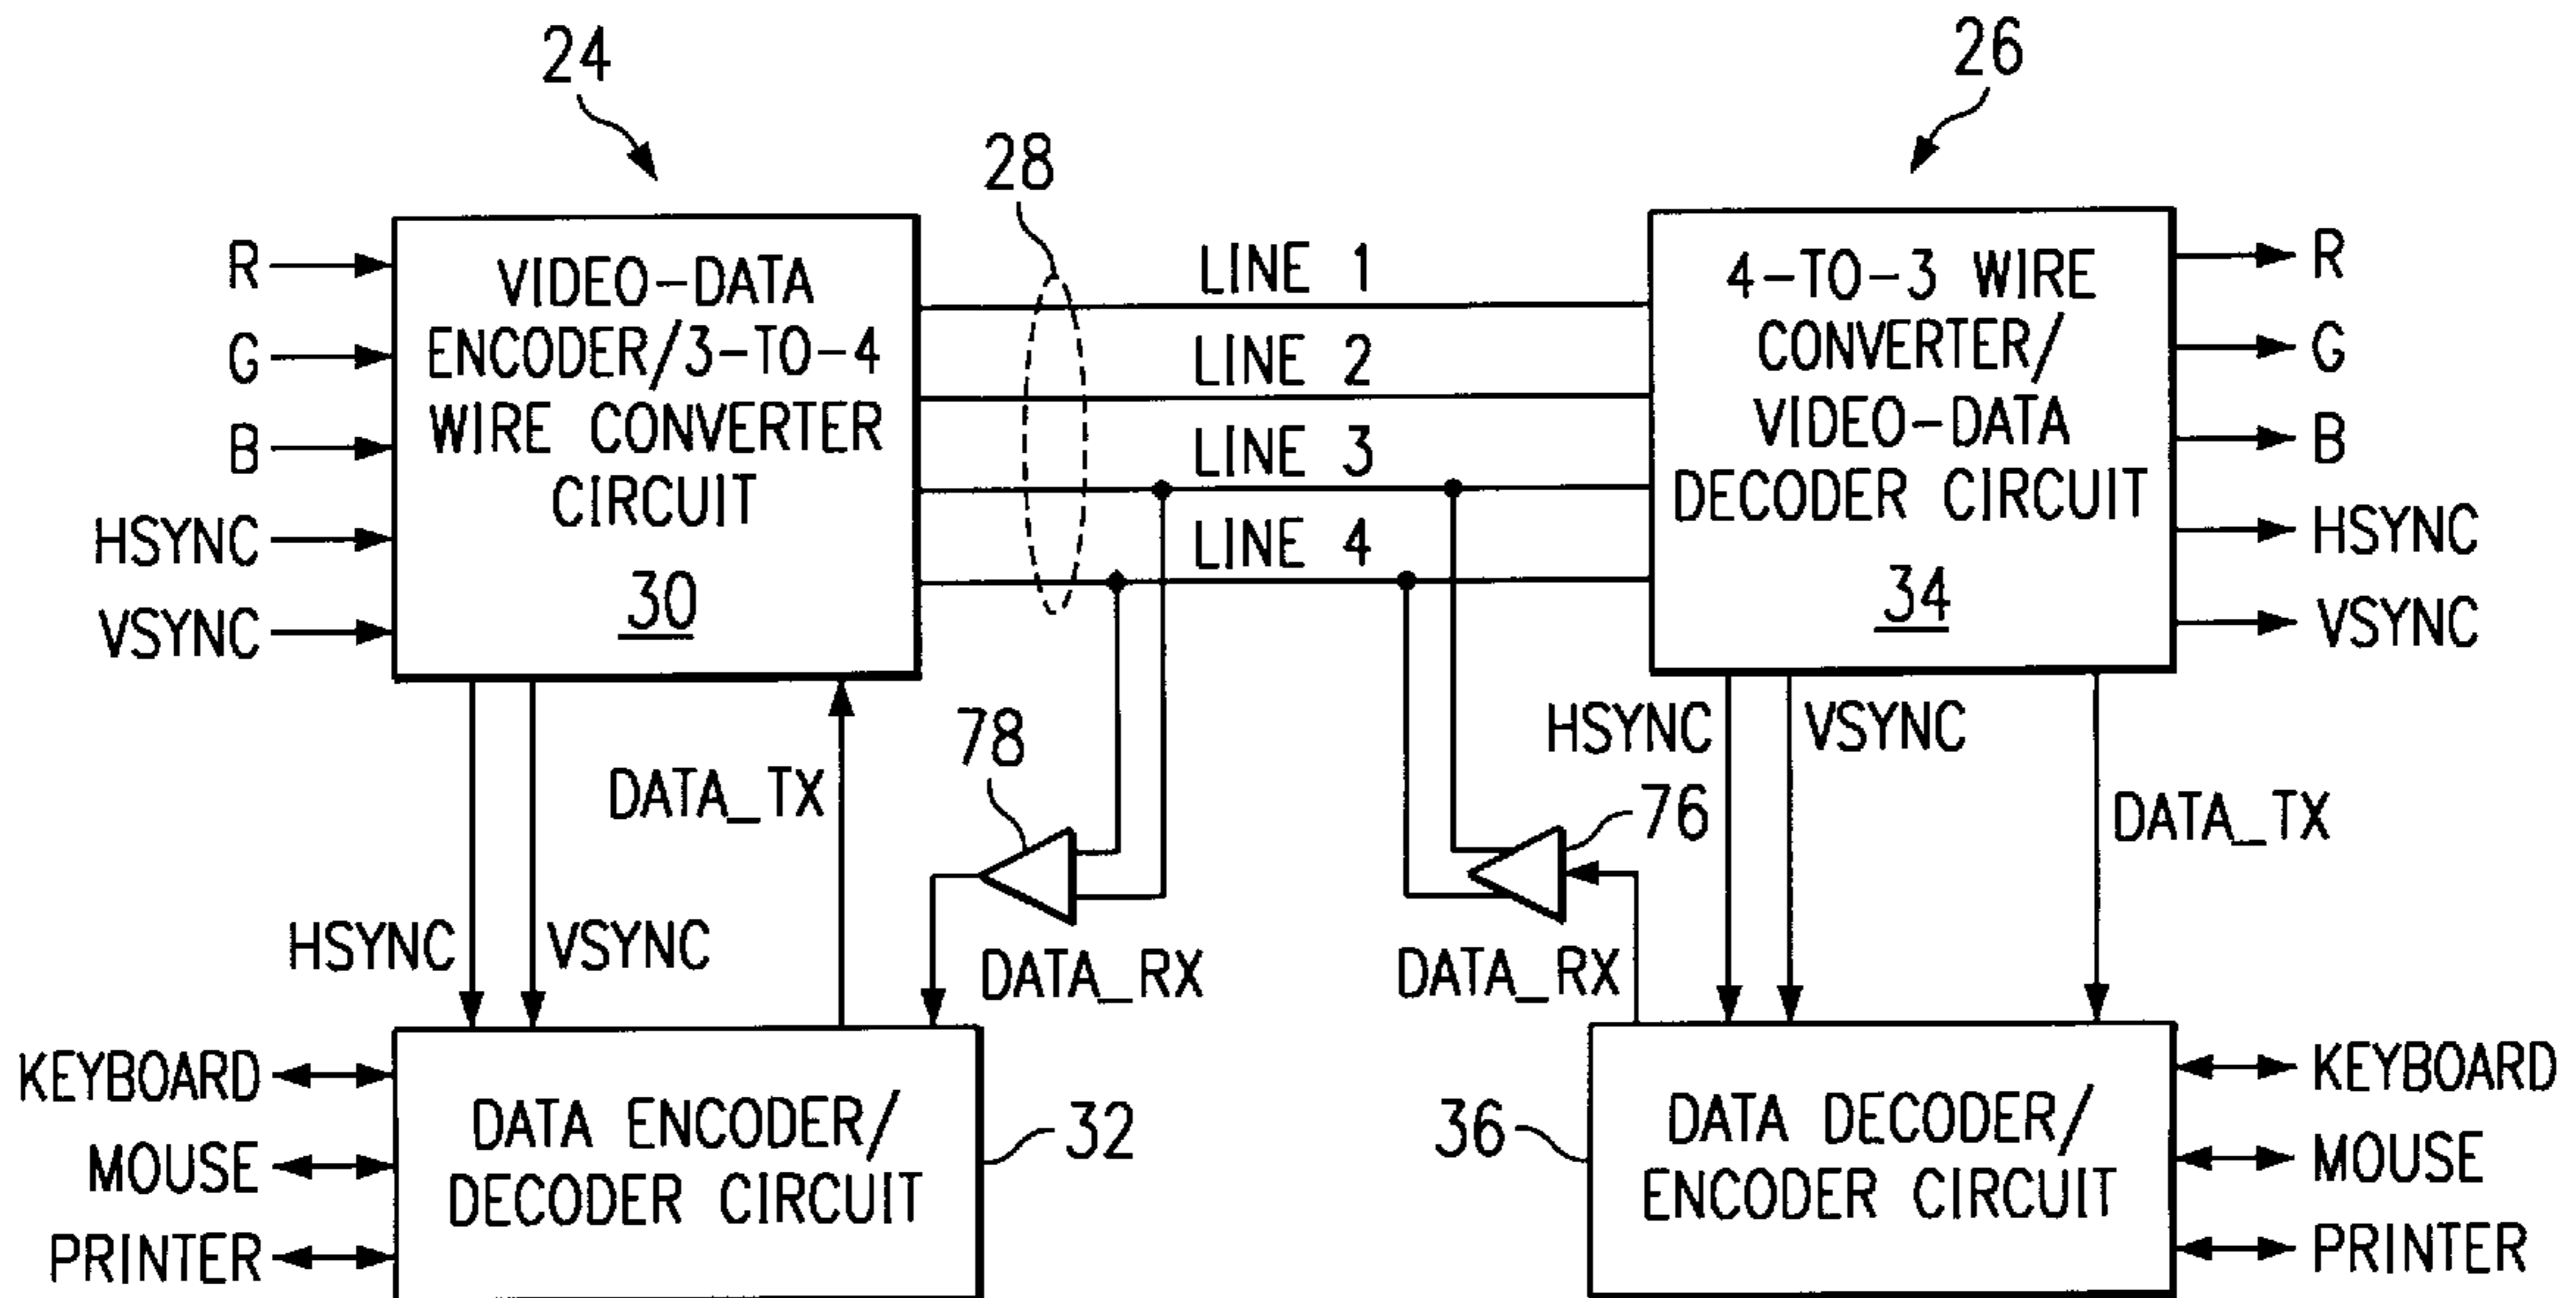 24
26
28
R
G
B
HSYNC
VSYNC
VIDEO-DATA
ENCODER/3-TO-4
WIRE CONVERTER
CIRCUIT
30
LINE 1
LINE 2
LINE 3
LINE 4
4-TO-3 WIRE
CONVERTER/
VIDEO-DATA
DECODER CIRCUIT
34
R
G
B
HSYNC
VSYNC
HSYNC
VSYNC
DATA_TX
78
DATA_RX
76
DATA_RX
HSYNC
VSYNC
DATA_TX
KEYBOARD
MOUSE
PRINTER
DATA ENCODER/
DECODER CIRCUIT
32
36
DATA DECODER/
ENCODER CIRCUIT
KEYBOARD
MOUSE
PRINTER